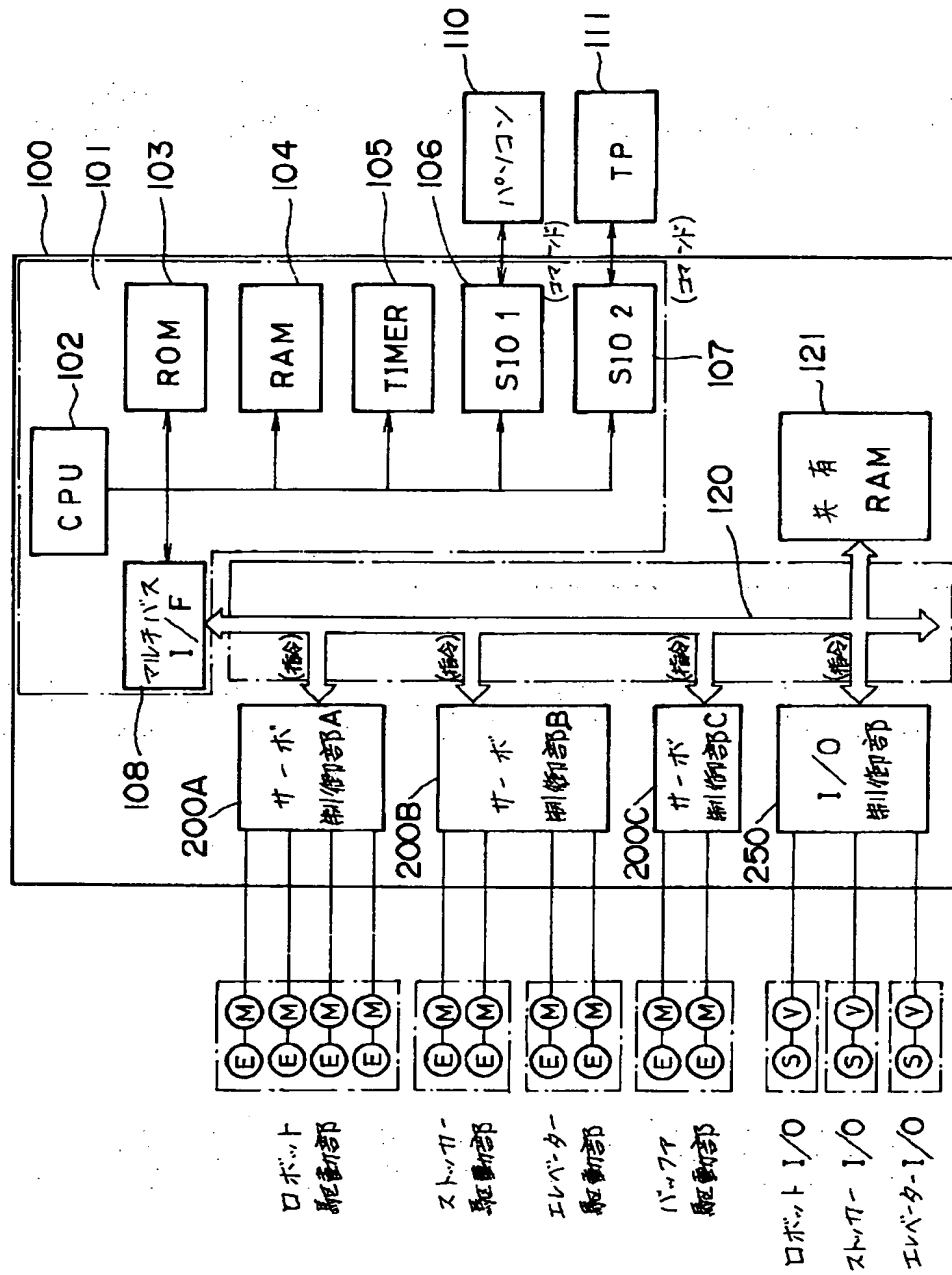 100
101
102
103
104
105
106
CPU
ROM
RAM
TIMER
SIO 1
SIO 2
107
パソコン
110
TP
111
(コマンド)
(コマンド)
マルチバス
I/F
108
120
共有
RAM
121
(指令)
(指令)
(指令)
(指令)
サーボ
制御部A
200A
サーボ
制御部B
200B
サーボ
制御部C
200C
I/O
制御部
250
E M
E M
E M
E M
E M
E M
E M
E M
E M
E M
S V
S V
S V
ロボット
駆動部
ストッカー
駆動部
エレベーター
駆動部
バッファ
駆動部
ロボット I/O
ストッカー I/O
エレベーター I/O